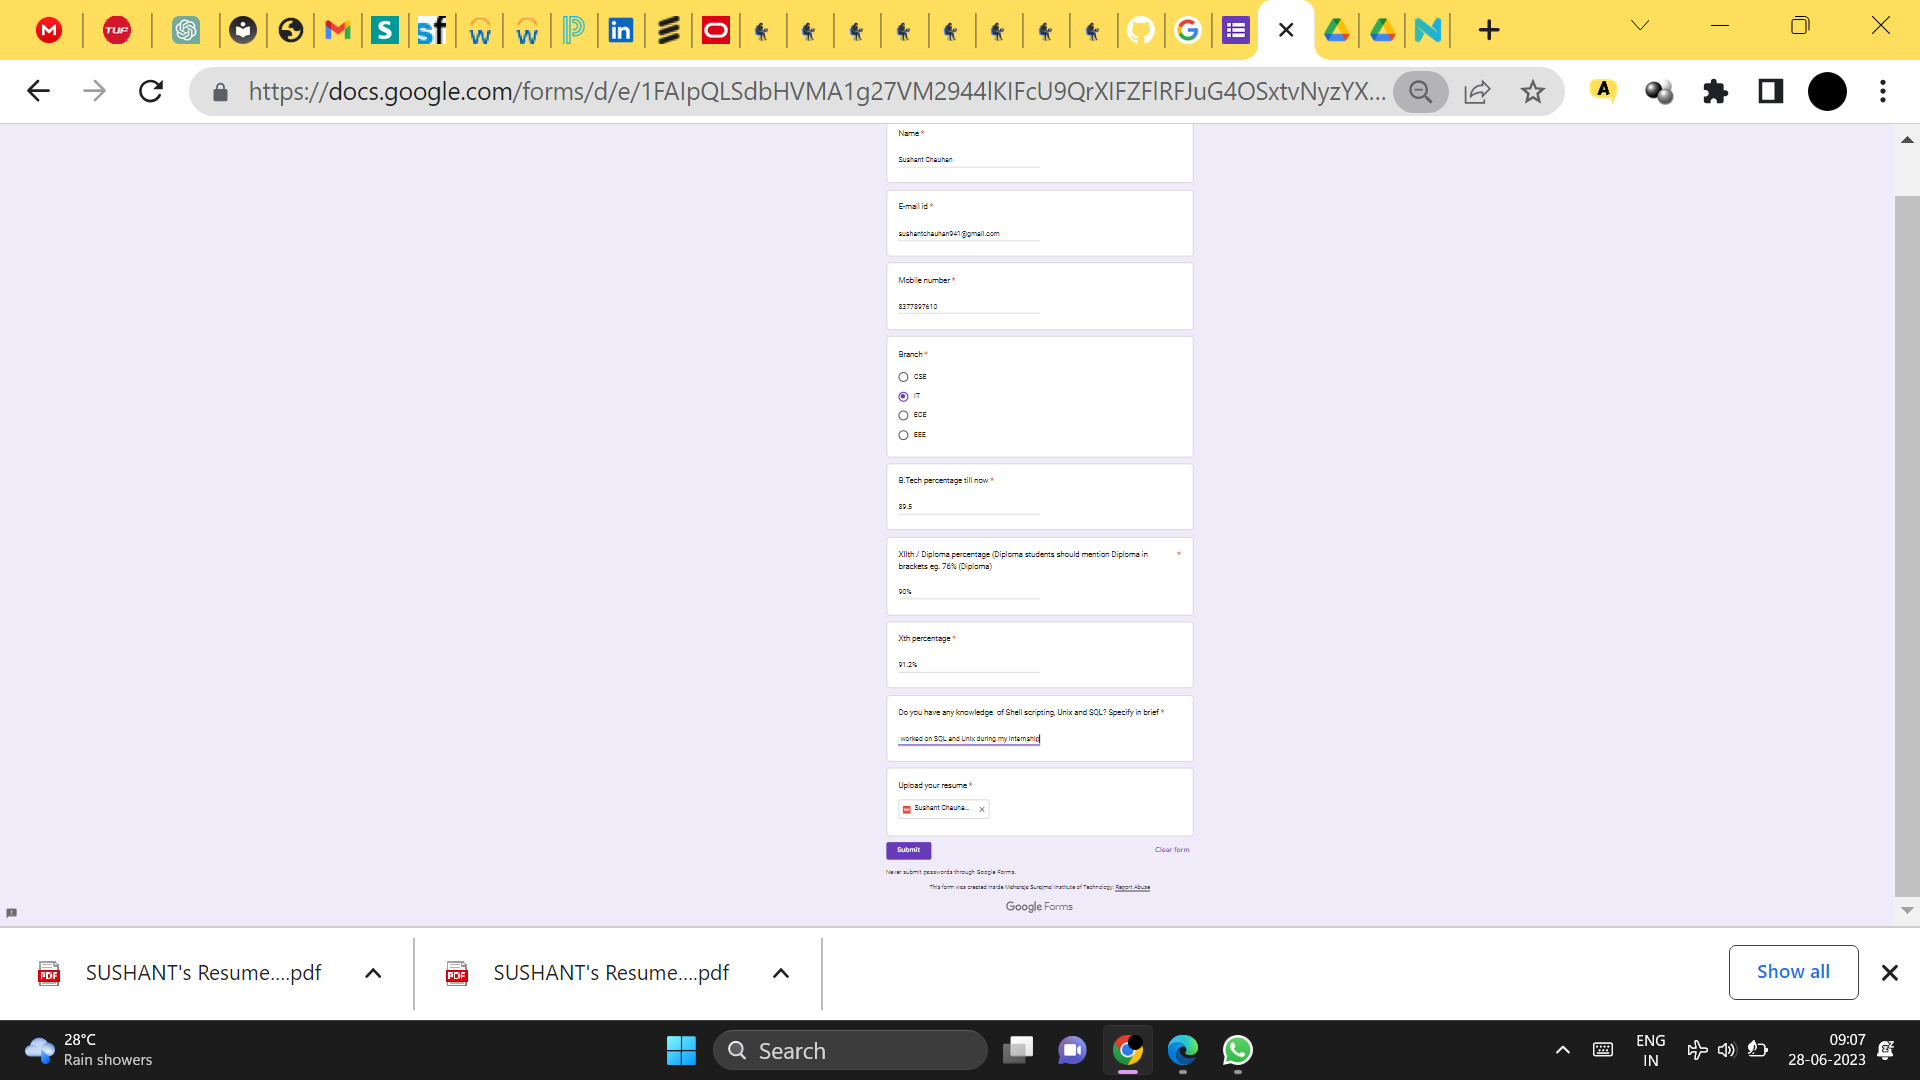 TUF
S
sf
w
w
in
https://docs.google.com/forms/d/e/1FAIpQLSdbHVMA1g27VM2944lKIFcU9QrXIFZFlRFJuG4OSxtvNyzYX...
A
Name *
Sushant Chauhan
E-mail id *
sushantchauhan941@gmail.com
Mobile number *
8377897610
Branch *
CSE
IT
ECE
EEE
B.Tech percentage till now *
89.5
XIIth / Diploma percentage (Diploma students should mention Diploma in *
brackets eg. 76% (Diploma)
90%
Xth percentage *
91.2%
Do you have any knowledge of Shell scripting, Unix and SQL? Specify in brief *
worked on SQL and Unix during my internship
Upload your resume *
Sushant Chauha...
Submit
Clear form
Never submit passwords through Google Forms.
This form was created inside Maharaja Surajmal Institute of Technology. Report Abuse
Google Forms
PDF
SUSHANT's Resume....pdf
PDF
SUSHANT's Resume....pdf
Show all
28°C
Rain showers
Search
ENG
IN
09:07
28-06-2023